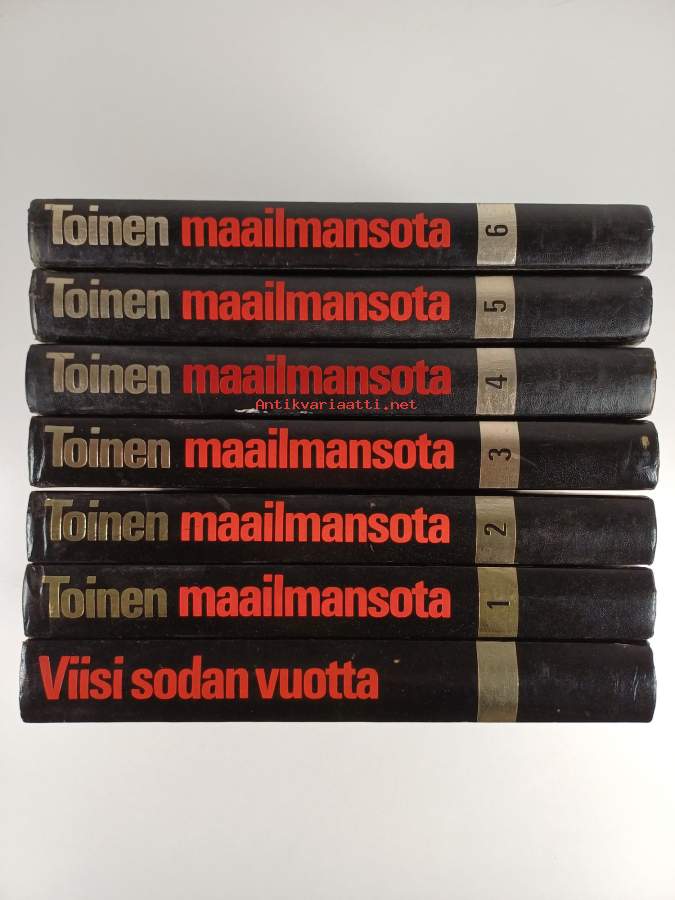 Toinen maailmansota 6
Toinen maailmansota 5
Toinen maailmansota 4
Antikvariaatti.net
Toinen maailmansota 3
Toinen maailmansota 2
Toinen maailmansota 1
Viisi sodan vuotta